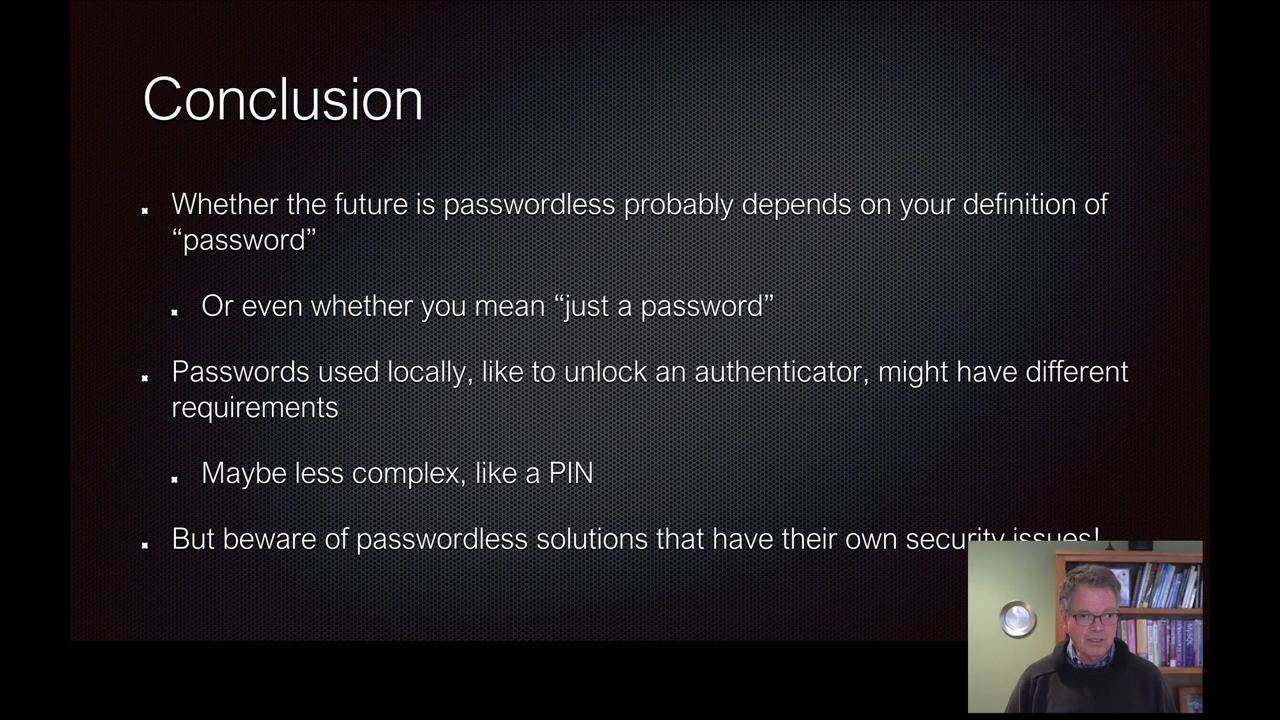 Conclusion
Whether the future is passwordless probably depends on your definition of
“password”
Or even whether you mean “just a password”
Passwords used locally, like to unlock an authenticator, might have different
requirements
Maybe less complex, like a PIN
But beware of passwordless solutions that have their own security issues!
MySQL